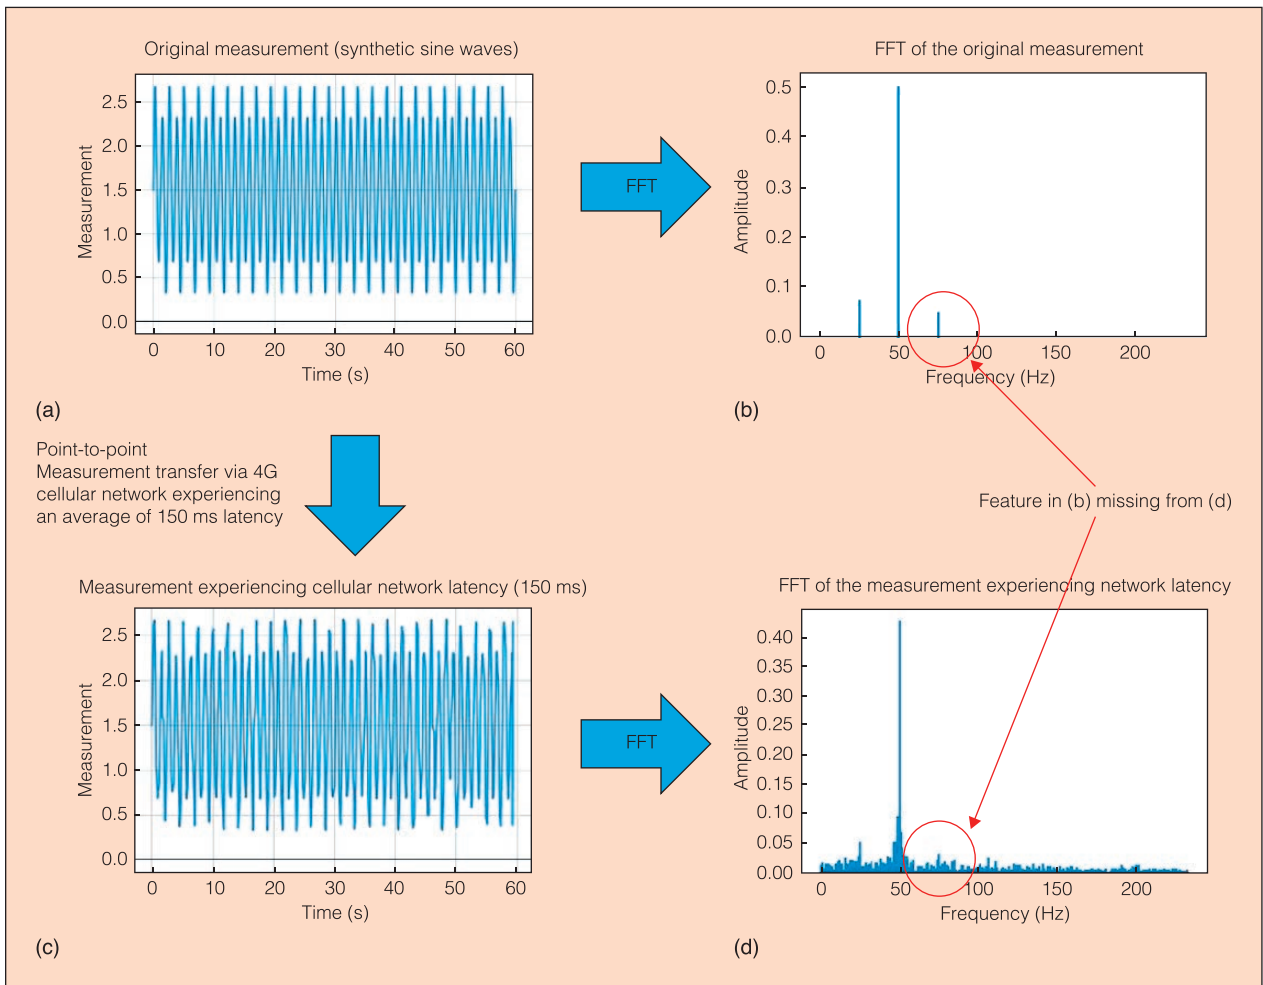 Original measurement (synthetic sine waves)
2.5
2.0
1.5
1.0
0.5
0.0
Measurement
0 10 20 30 40 50 60
Time (s)
(a)
FFT
FFT of the original measurement
0.5
0.4
0.3
0.2
0.1
0.0
Amplitude
0 50 100 150 200
Frequency (Hz)
(b)
Point-to-point
Measurement transfer via 4G
cellular network experiencing
an average of 150 ms latency
Feature in (b) missing from (d)
Measurement experiencing cellular network latency (150 ms)
2.5
2.0
1.5
1.0
0.5
0.0
Measurement
0 10 20 30 40 50 60
Time (s)
(c)
FFT
FFT of the measurement experiencing network latency
0.40
0.35
0.30
0.25
0.20
0.15
0.10
0.05
0.00
Amplitude
0 50 100 150 200
Frequency (Hz)
(d)